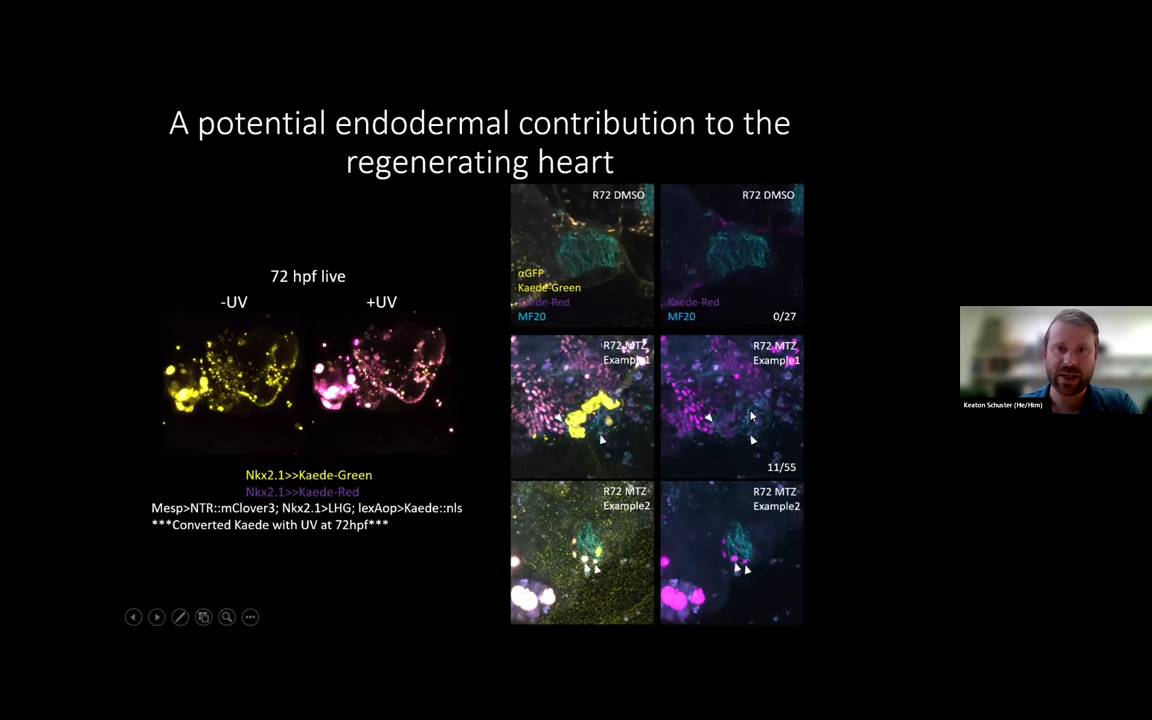 A potential endodermal contribution to the
regenerating heart
72 hpf live
-UV
+UV
Nkx2.1>>Kaede-Green
Nkx2.1>>Kaede-Red
Mesp>NTR::mClover3; Nkx2.1>LHG; lexAop>Kaede::nls
***Converted Kaede with UV at 72hpf***
R72 DMSO
αGFP
Kaede-Green
Kaede-Red
MF20
R72 DMSO
Kaede-Red
MF20
0/27
R72 MTZ
Example1
R72 MTZ
Example1
11/55
R72 MTZ
Example2
R72 MTZ
Example2
Keaton Schuster (He/Him)